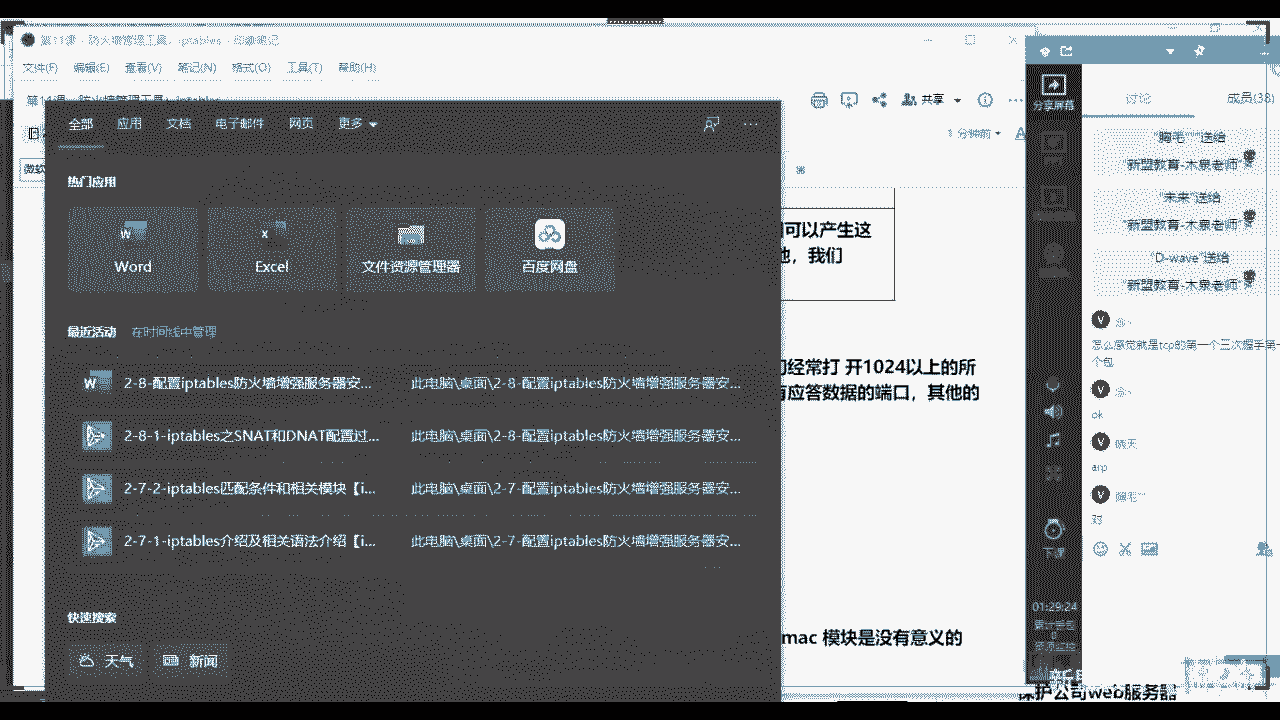 第11课 - 防火墙管理工具：iptables - 印象笔记
文件(F) 编辑(E) 查看(V) 笔记(N) 格式(O) 工具(T) 帮助(H)
共享
1 分钟前
全部 应用 文档 电子邮件 网页 更多
热门应用
Word Excel 文件资源管理器 百度网盘
最近活动 在时间线中管理
2-8-配置iptables防火墙增强服务器安... 此电脑\桌面\2-8-配置iptables防火墙增强服务器安...
2-8-1-iptables之SNAT和DNAT配置过... 此电脑\桌面\2-8-配置iptables防火墙增强服务器安...
2-7-2-iptables匹配条件和相关模块【i... 此电脑\桌面\2-7-配置iptables防火墙增强服务器安...
2-7-1-iptables介绍及相关语法介绍【i... 此电脑\桌面\2-7-配置iptables防火墙增强服务器安...
快速搜索
天气 新闻
微软
可以产生这
我们
经常打 开1024以上的所
应答数据的端口，其他的
mac 模块是没有意义的
保护公司web服务器
分享屏幕
下课
01:29:24
讨论 成员(38)
"胸毛""送给
"新盟教育-木泉老师"
"未来"送给
"新盟教育-木泉老师"
"D-wave"送给
"新盟教育-木泉老师"
怎么感觉就是tcp的第一个三次握手第一
个包
ok
晴天
arp
胸毛""
对